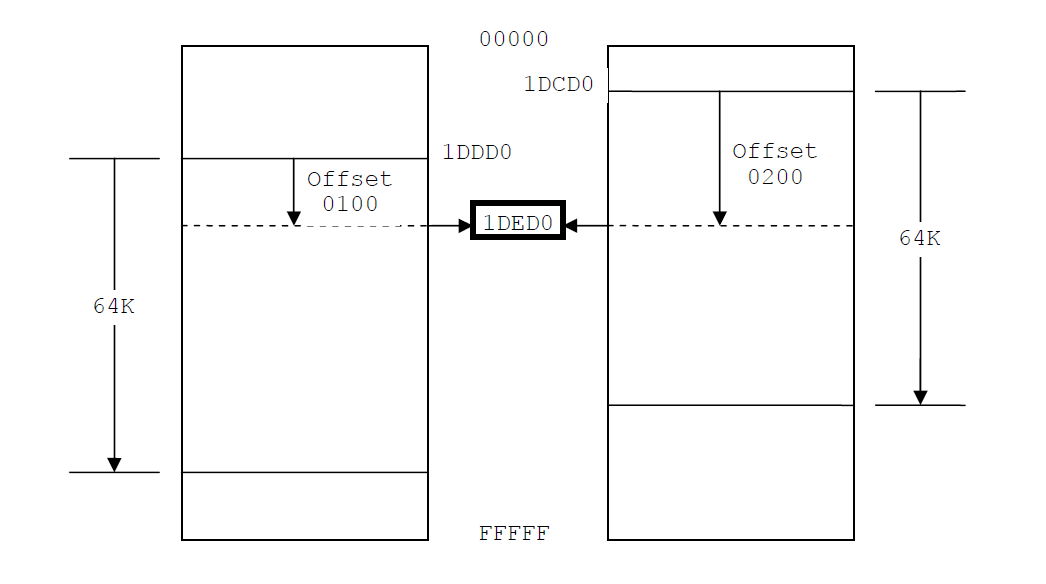 00000
1DCD0
1DDD0
Offset
0200
Offset
0100
1DED0
64K
64K
FFFFF